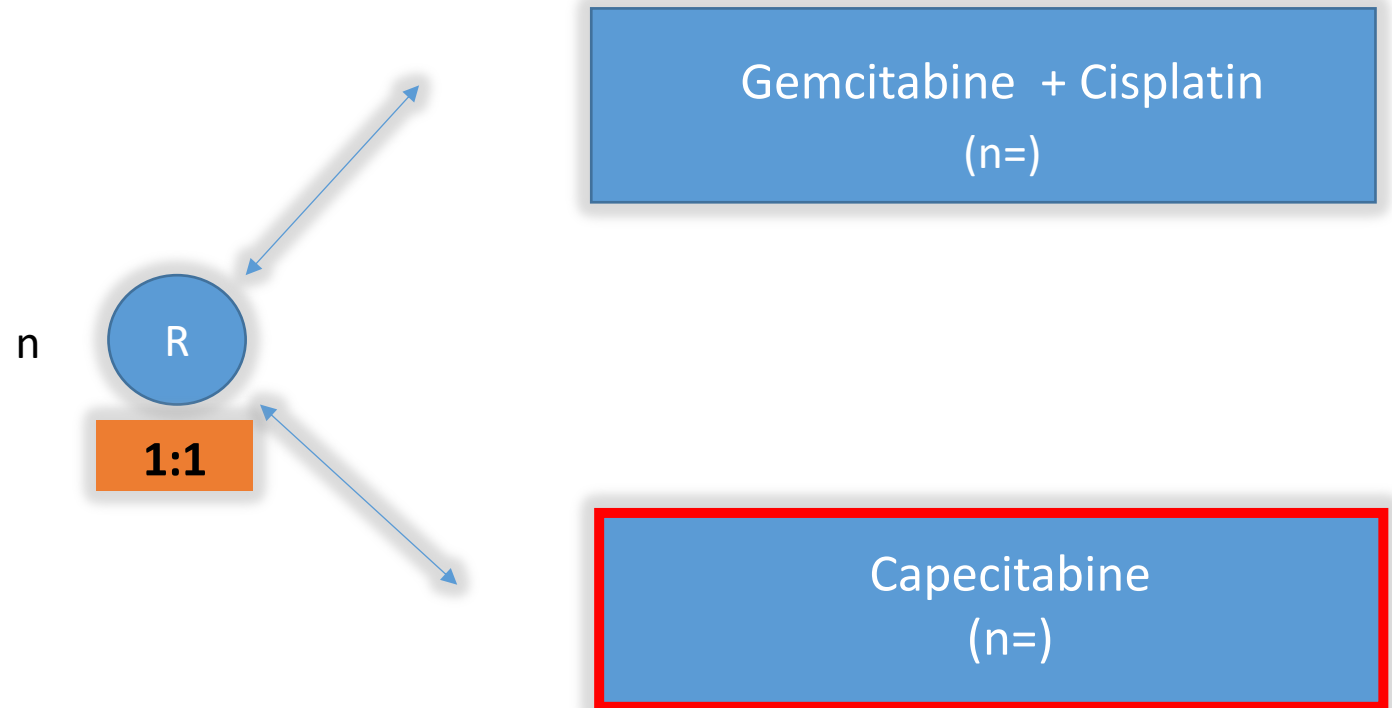 Gemcitabine + Cisplatin
(n=)
n
R
1:1
Capecitabine
(n=)